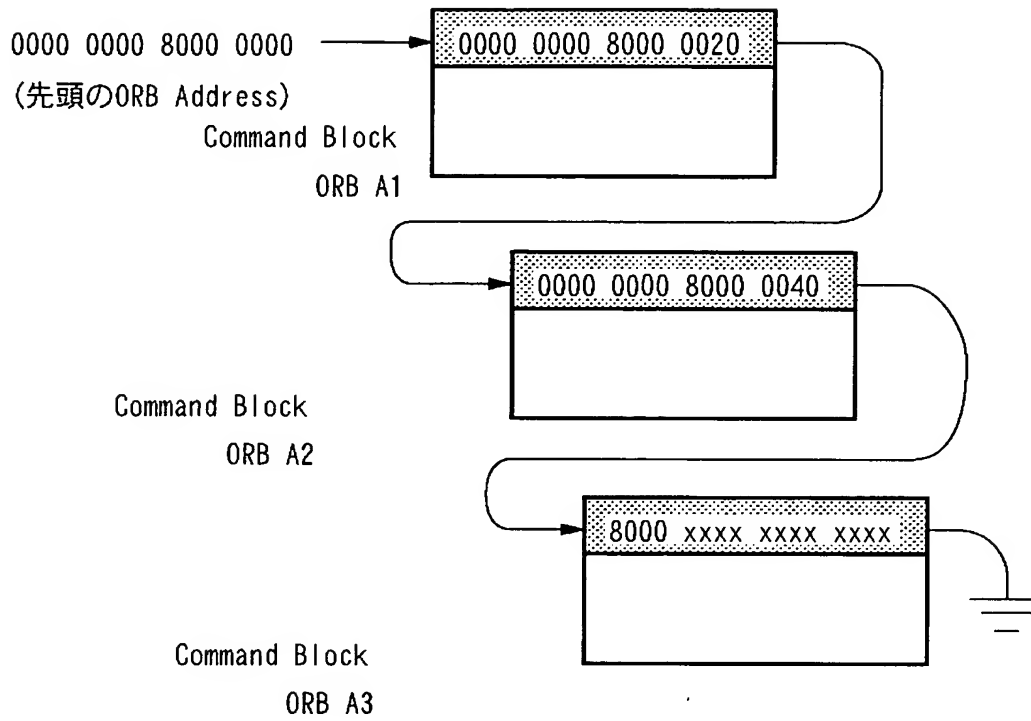 0000 0000 8000 0000
0000 0000 8000 0020
(先頭のORB Address)
Command Block
ORB A1
0000 0000 8000 0040
Command Block
ORB A2
8000 xxxx xxxx xxxx
Command Block
ORB A3